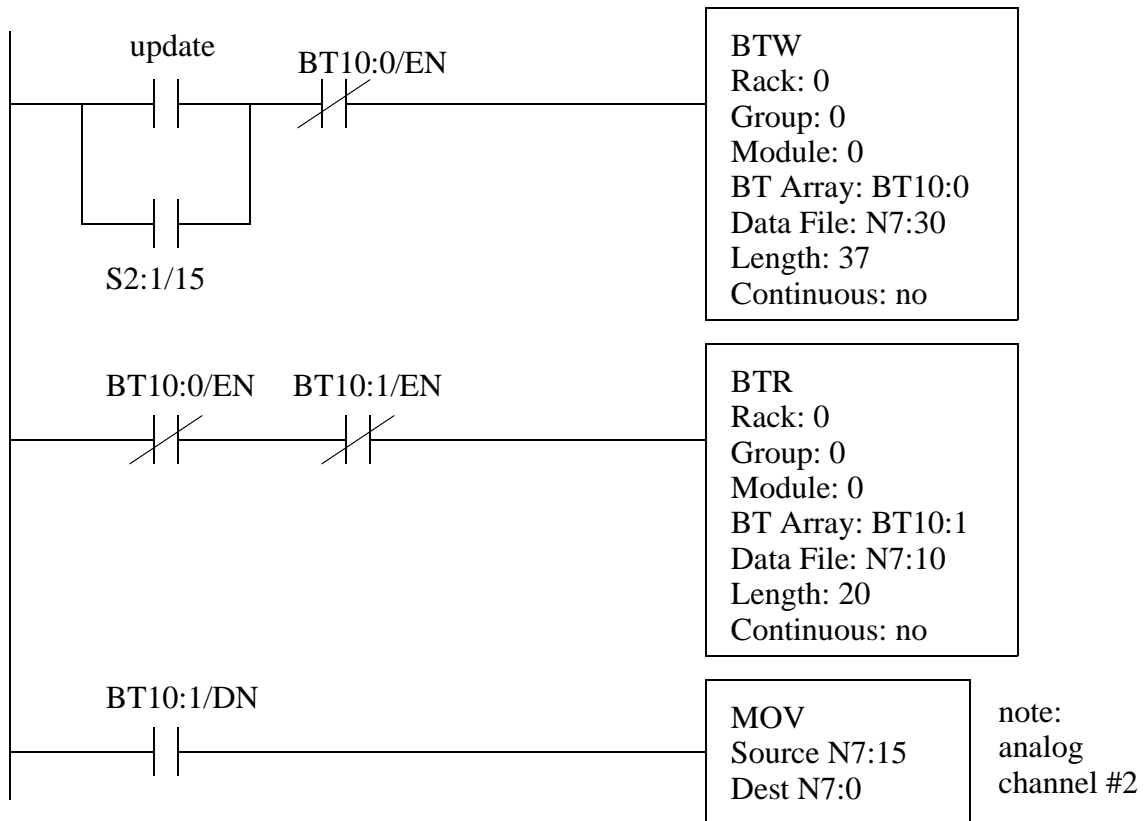 update
BT10:0/EN
BTW
Rack: 0
Group: 0
Module: 0
BT Array: BT10:0
Data File: N7:30
Length: 37
Continuous: no
S2:1/15
BT10:0/EN
BT10:1/EN
BTR
Rack: 0
Group: 0
Module: 0
BT Array: BT10:1
Data File: N7:10
Length: 20
Continuous: no
BT10:1/DN
MOV
Source N7:15
Dest N7:0
note:
analog
channel #2